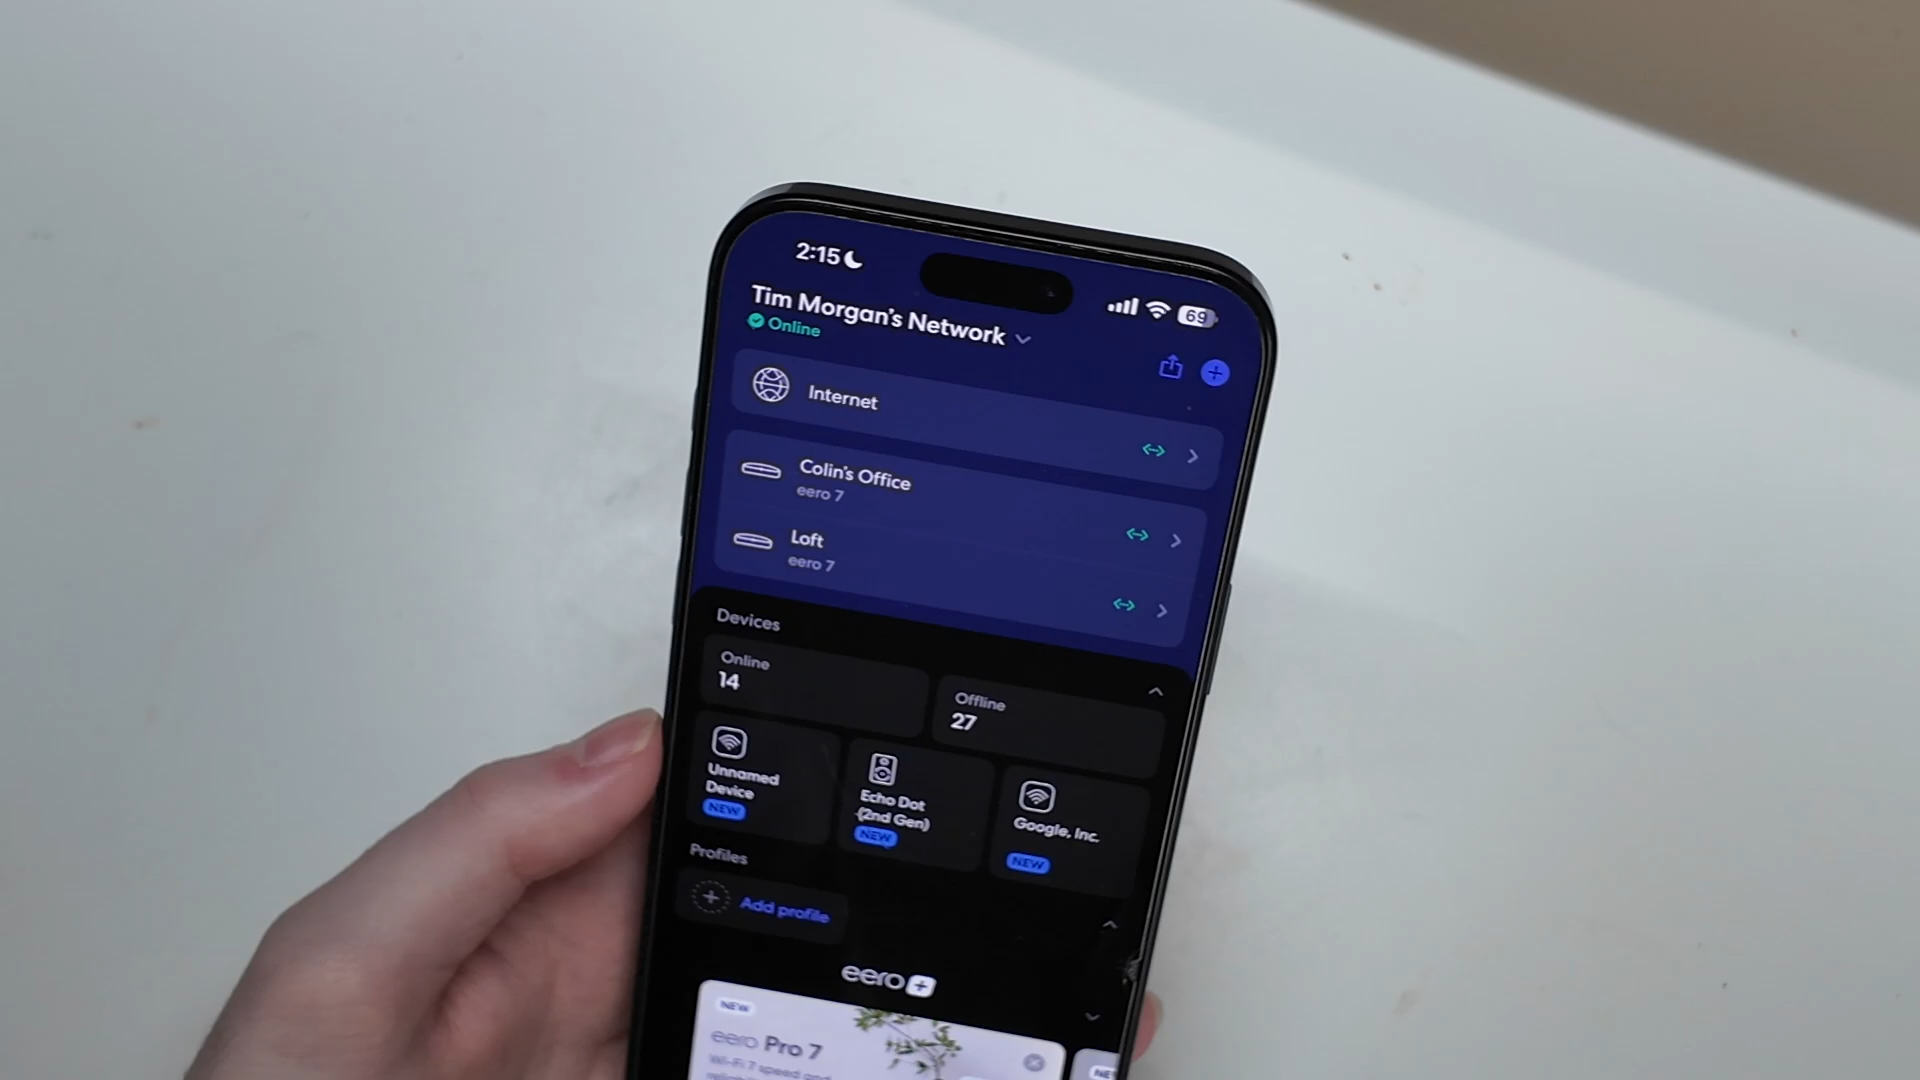 2:15
69
Tim Morgan's Network
Online
Internet
Colin's Office
eero 7
Loft
eero 7
Devices
Online
14
Offline
27
Unnamed
Device
NEW
Echo Dot
(2nd Gen)
NEW
Google, Inc.
NEW
Profiles
Add profile
eero+
NEW
eero Pro 7
Wi-Fi 7 speed and